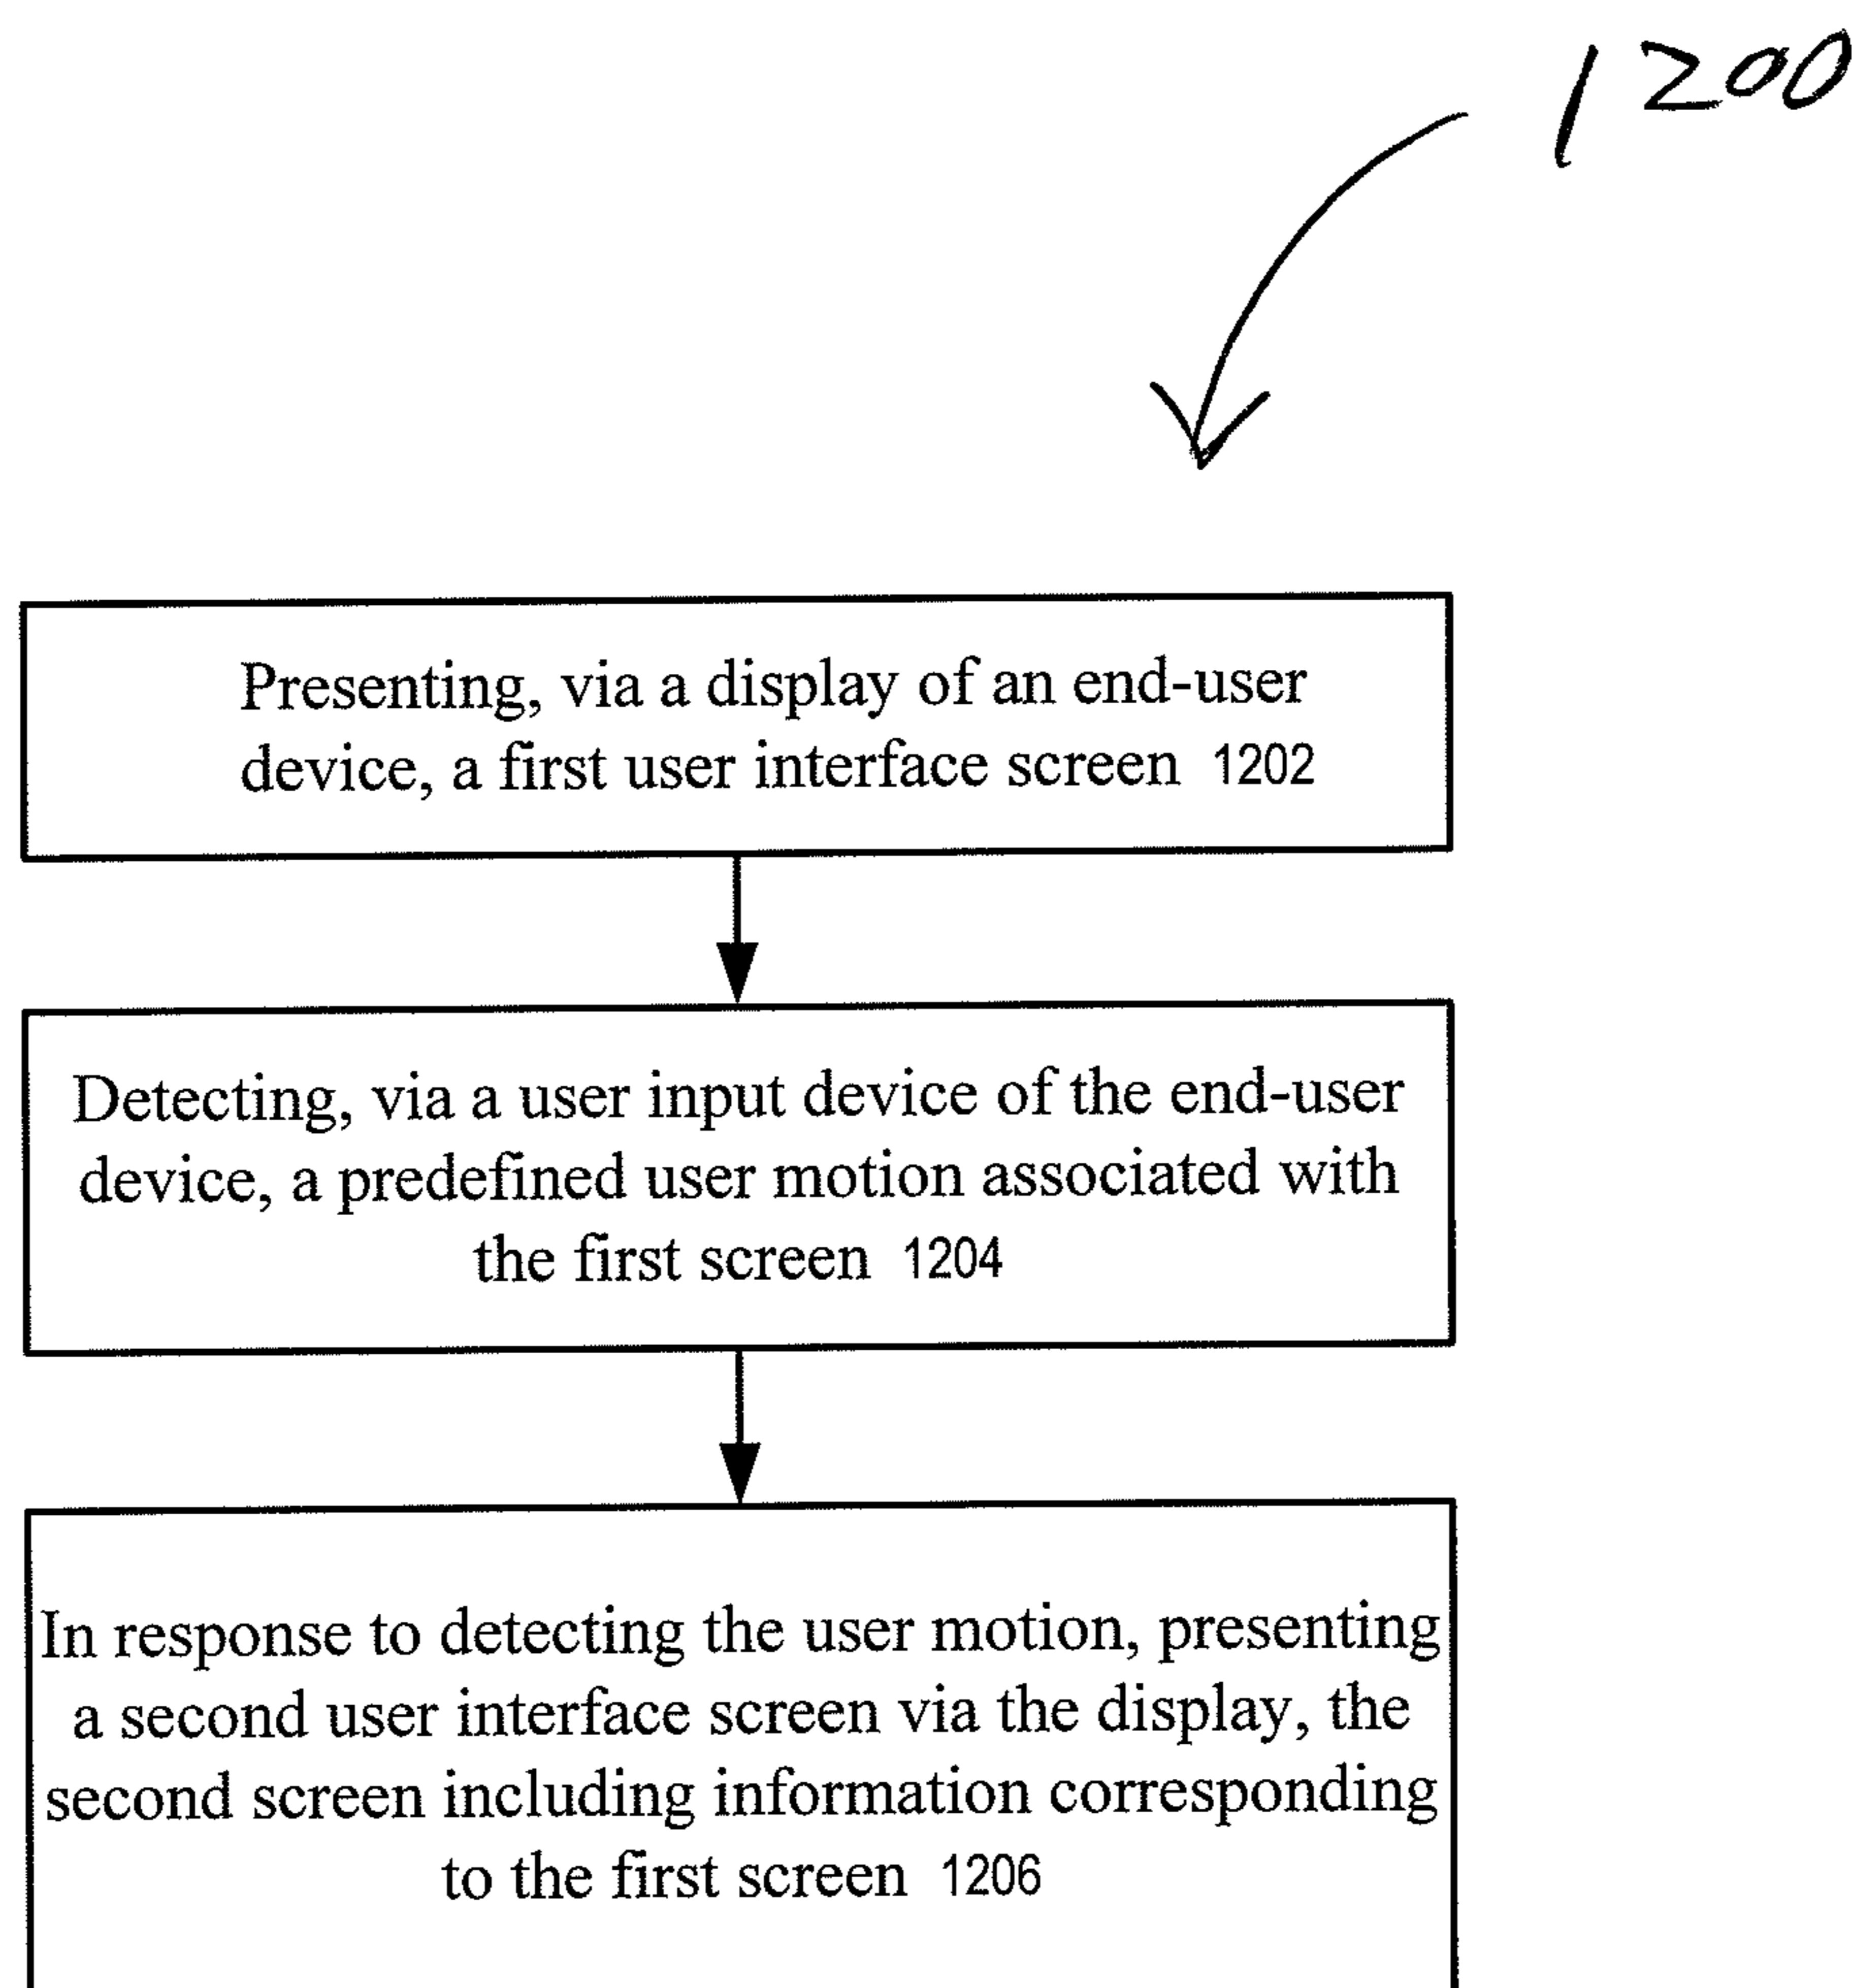 1200
Presenting, via a display of an end-user
device, a first user interface screen 1202
Detecting, via a user input device of the end-user
device, a predefined user motion associated with
the first screen 1204
In response to detecting the user motion, presenting
a second user interface screen via the display, the
second screen including information corresponding
to the first screen 1206